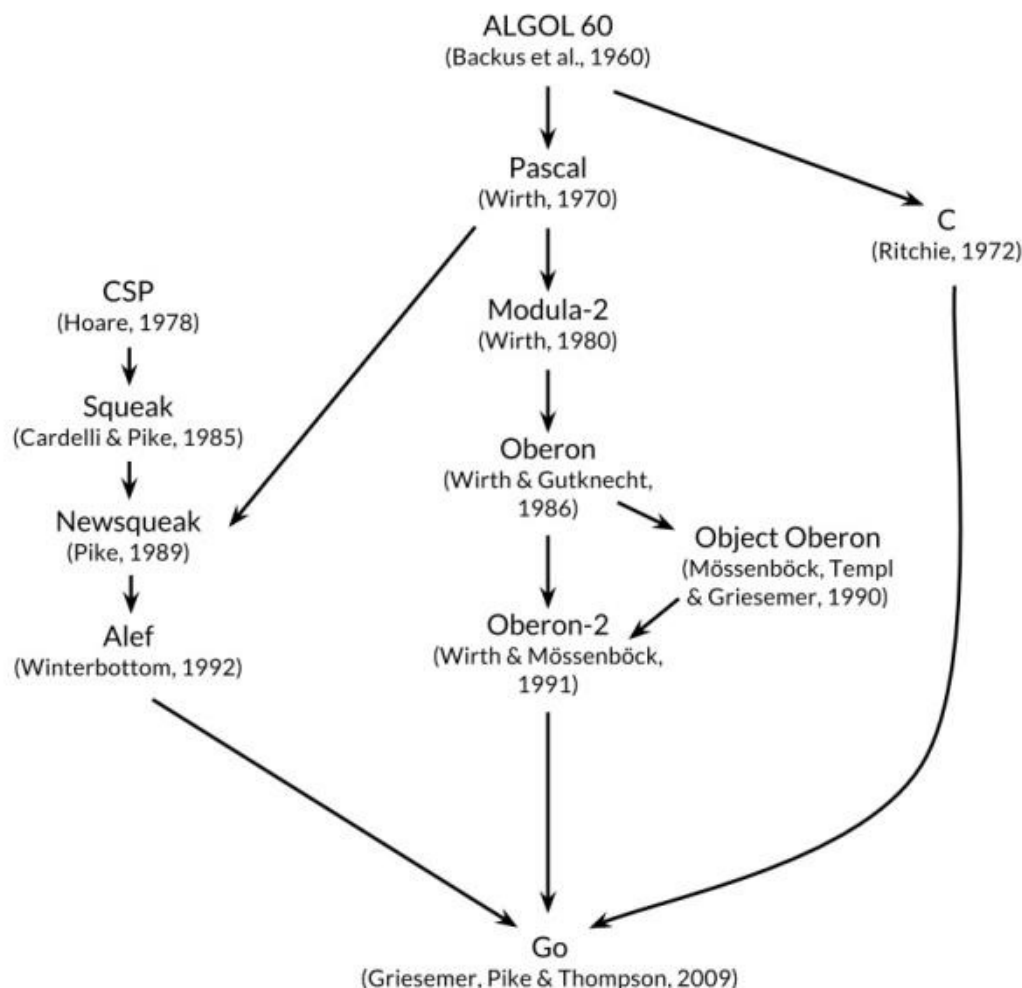 ALGOL 60
(Backus et al., 1960)
Pascal
(Wirth, 1970)
C
(Ritchie, 1972)
CSP
(Hoare, 1978)
Modula-2
(Wirth, 1980)
Squeak
(Cardelli & Pike, 1985)
Oberon
(Wirth & Gutknecht,
1986)
Newsqueak
(Pike, 1989)
Object Oberon
(Mössenböck, Templ
& Griesemer, 1990)
Alef
(Winterbottom, 1992)
Oberon-2
(Wirth & Mössenböck,
1991)
Go
(Griesemer, Pike & Thompson, 2009)